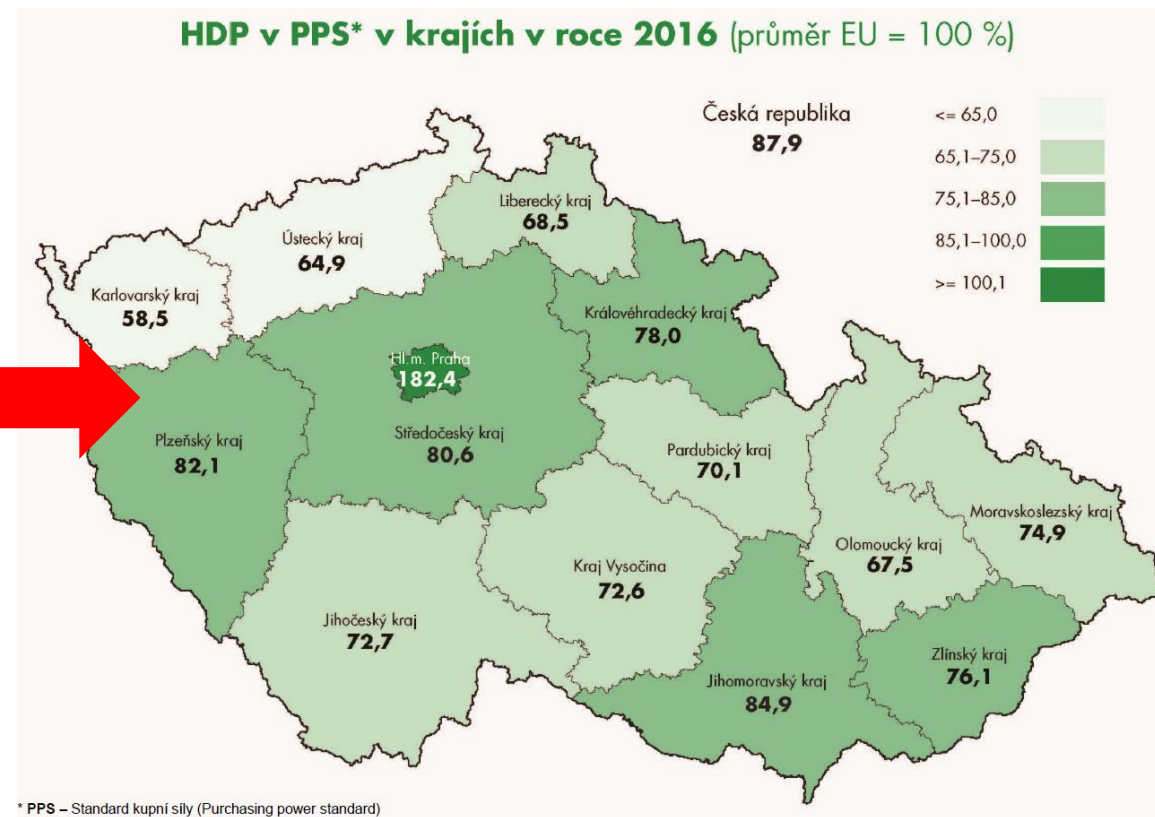 HDP v PPS* v krajích v roce 2016 (průměr EU = 100 %)
Česká republika
87,9
<= 65,0
65,1–75,0
75,1–85,0
85,1–100,0
>= 100,1
Liberecký kraj
68,5
Ústecký kraj
64,9
Karlovarský kraj
58,5
Královéhradecký kraj
78,0
Hl.m. Praha
182,4
Středočeský kraj
80,6
Plzeňský kraj
82,1
Pardubický kraj
70,1
Moravskoslezský kraj
74,9
Olomoucký kraj
67,5
Kraj Vysočina
72,6
Jihočeský kraj
72,7
Zlínský kraj
76,1
Jihomoravský kraj
84,9
* PPS – Standard kupní síly (Purchasing power standard)